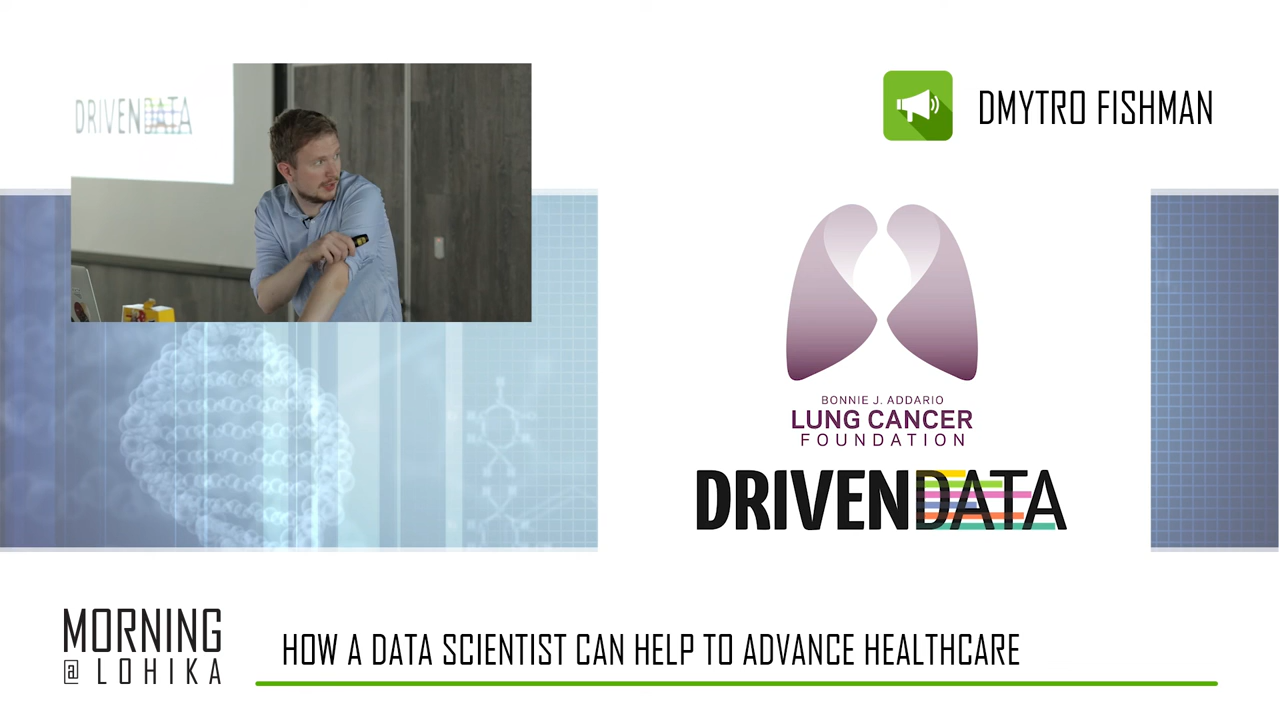 DRIVENDATA
DMYTRO FISHMAN
BONNIE J. ADDARIO
LUNG CANCER
FOUNDATION
DRIVENDATA
MORNING
@ LOHIKA
HOW A DATA SCIENTIST CAN HELP TO ADVANCE HEALTHCARE